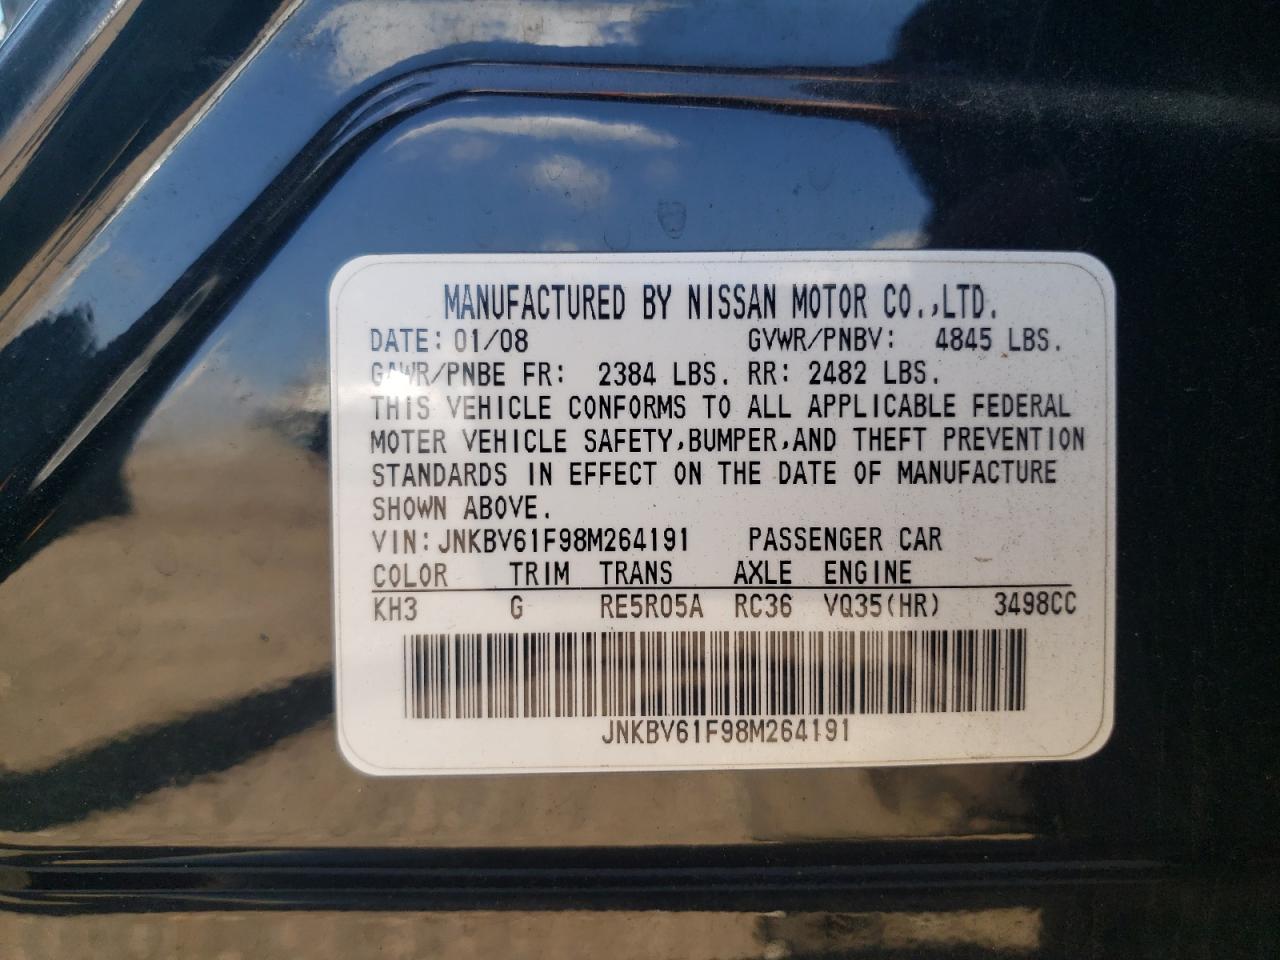 MANUFACTURED BY NISSAN MOTOR CO.,LTD.
DATE: 01/08 GVWR/PNBV: 4845 LBS.
GAWR/PNBE FR: 2384 LBS. RR: 2482 LBS.
THIS VEHICLE CONFORMS TO ALL APPLICABLE FEDERAL
MOTER VEHICLE SAFETY,BUMPER,AND THEFT PREVENTION
STANDARDS IN EFFECT ON THE DATE OF MANUFACTURE
SHOWN ABOVE.
VIN: JNKBV61F98M264191 PASSENGER CAR
COLOR TRIM TRANS AXLE ENGINE
KH3 G RE5R05A RC36 VQ35(HR) 3498CC
JNKBV61F98M264191